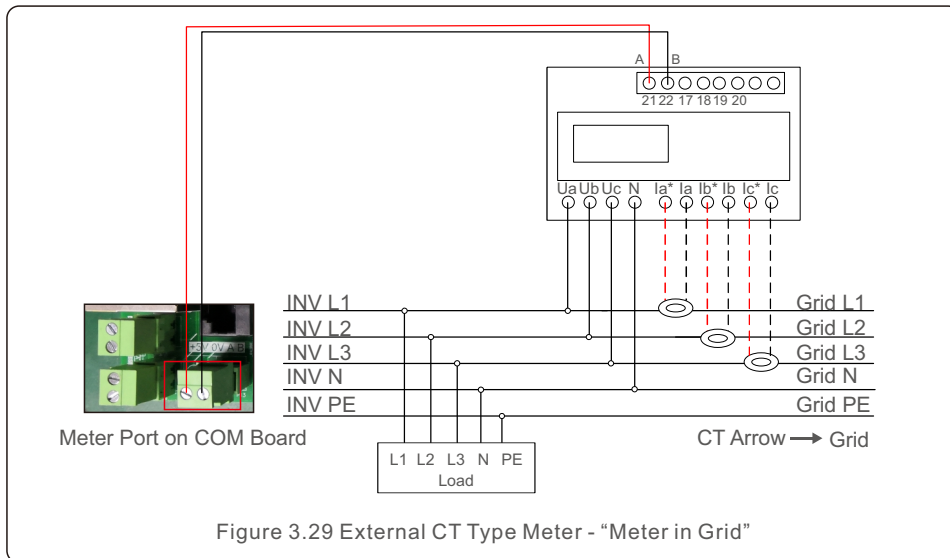 A B
21 22 17 18 19 20
Ua Ub Uc N Ia* Ia Ib* Ib Ic* Ic
+5V 0V A B
INV L1 Grid L1
INV L2 Grid L2
INV L3 Grid L3
INV N Grid N
INV PE Grid PE
Meter Port on COM Board
CT Arrow → Grid
L1 L2 L3 N PE
Load
Figure 3.29 External CT Type Meter - “Meter in Grid”